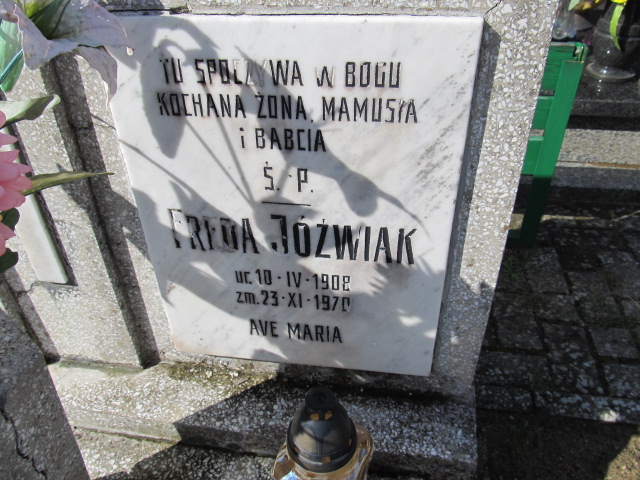 TU SPOCZYWA W BOGU
KOCHANA ŻONA, MAMUSIA
i BABCIA
Ś. P.
FREDA JÓŹWIAK
ur. 10 · IV · 1908
zm. 23 · XI · 1970
AVE MARIA